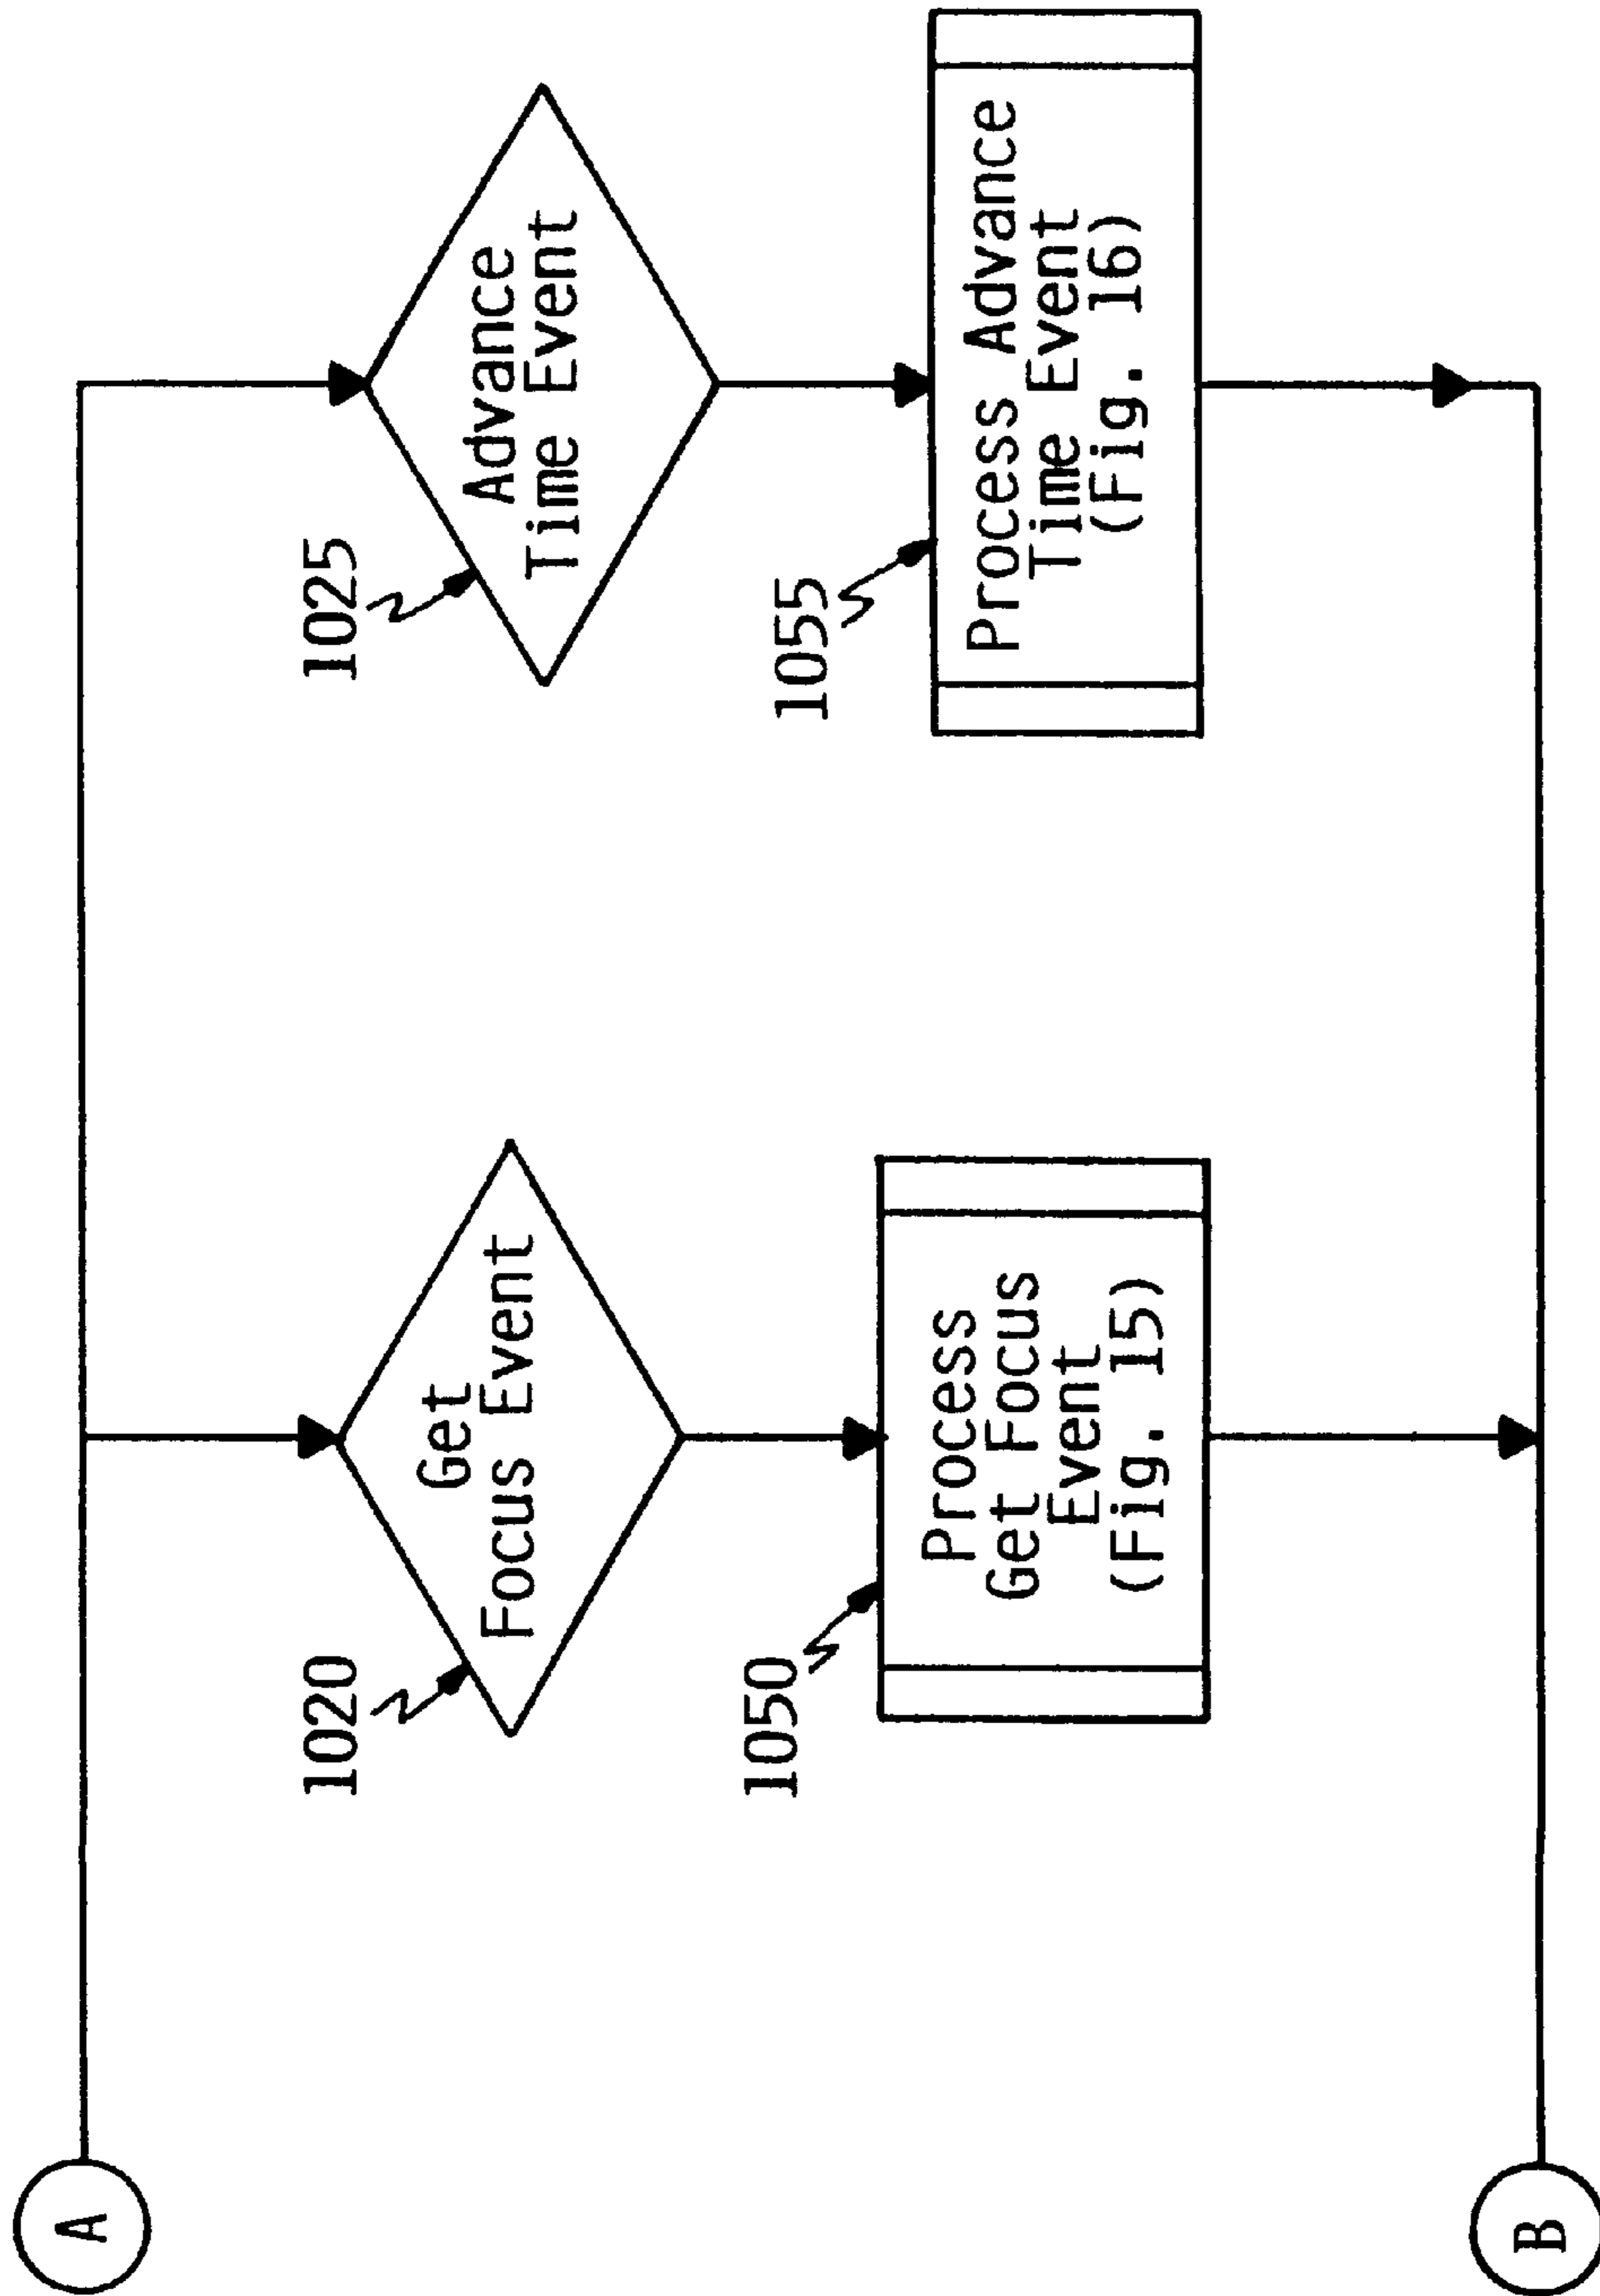 A
1020
Get
Focus Event
1025
Advance
Time Event
1050
Process
Get Focus
Event
(Fig. 15)
1055
Process Advance
Time Event
(Fig. 16)
B